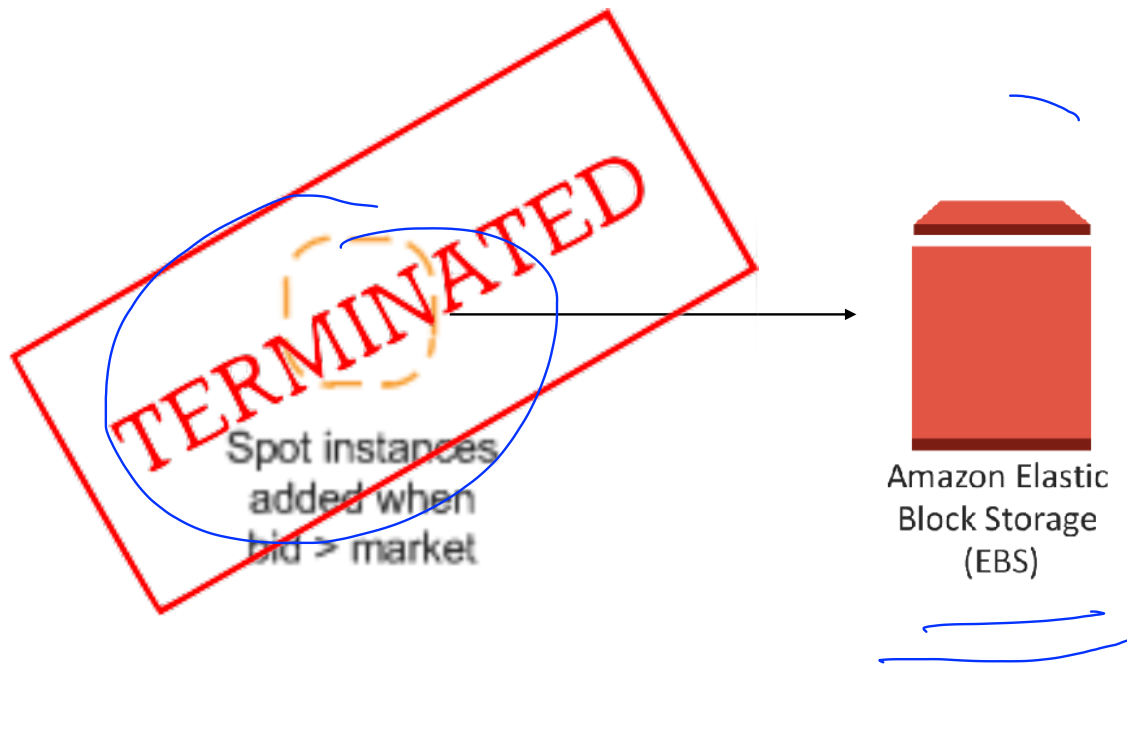 TERMINATED
Spot instances
added when
bid > market
Amazon Elastic
Block Storage
(EBS)